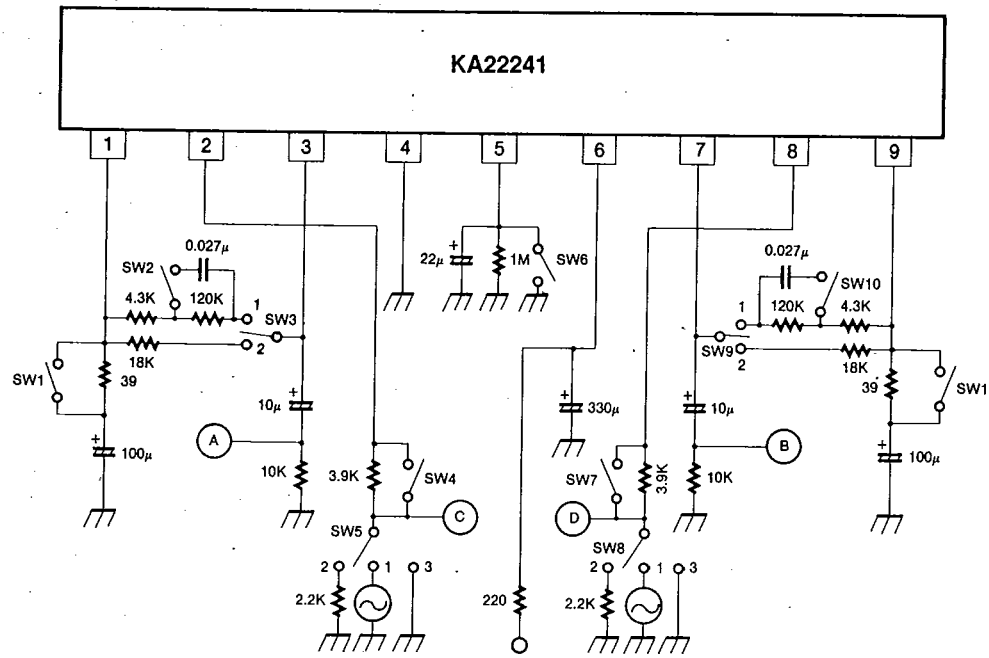 KA22241
1 2 3 4 5 6 7 8 9
0.027μ
SW2
4.3K 120K 1
SW3
2
18K
SW1
39
100μ
10μ
A
10K
3.9K
SW4
C
SW5
2 1 3
2.2K
22μ 1M SW6
330μ
220
0.027μ
SW10
1 120K 4.3K
SW9
2
18K
39
SW1
10μ
100μ
B
10K
SW7
3.9K
D
SW8
2 1 3
2.2K